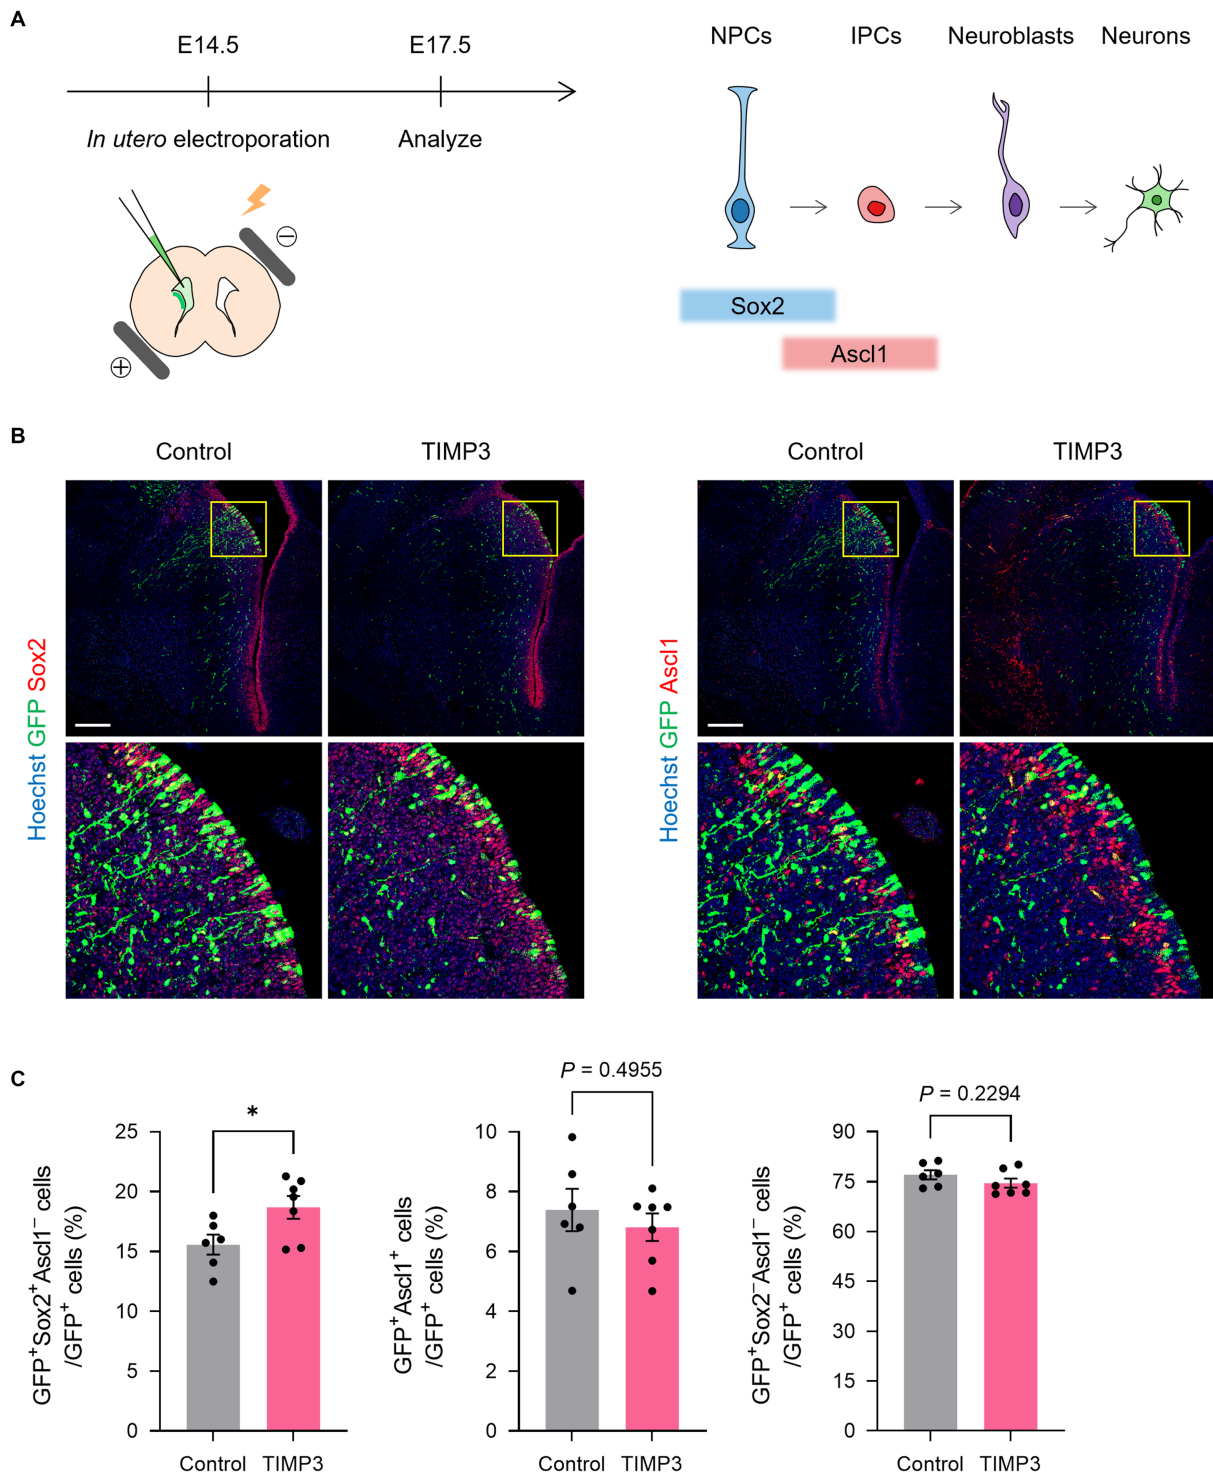 A
E14.5 E17.5
In utero electroporation Analyze
−
+
NPCs IPCs Neuroblasts Neurons
Sox2
Ascl1
B
Control TIMP3 Control TIMP3
Hoechst GFP Sox2
Hoechst GFP Ascl1
C
GFP⁺Sox2⁺Ascl1⁻ cells
/GFP⁺ cells (%)
25
20
15
10
5
0
*
Control TIMP3
GFP⁺Ascl1⁺ cells
/GFP⁺ cells (%)
10
8
6
4
2
0
P = 0.4955
Control TIMP3
GFP⁺Sox2⁻Ascl1⁻ cells
/GFP⁺ cells (%)
90
75
60
45
30
15
0
P = 0.2294
Control TIMP3